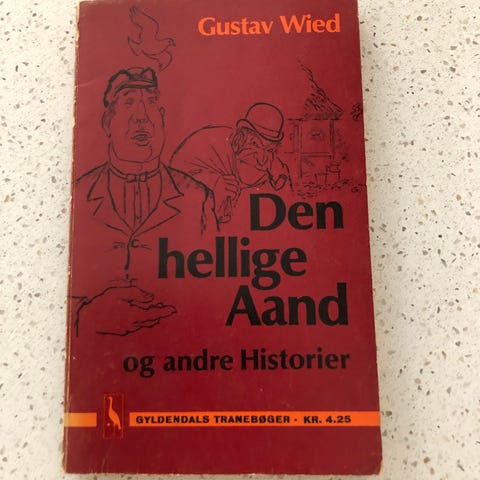 Gustav Wied
Den
hellige
Aand
og andre Historier
GYLDENDALS TRANEBØGER · KR. 4.25